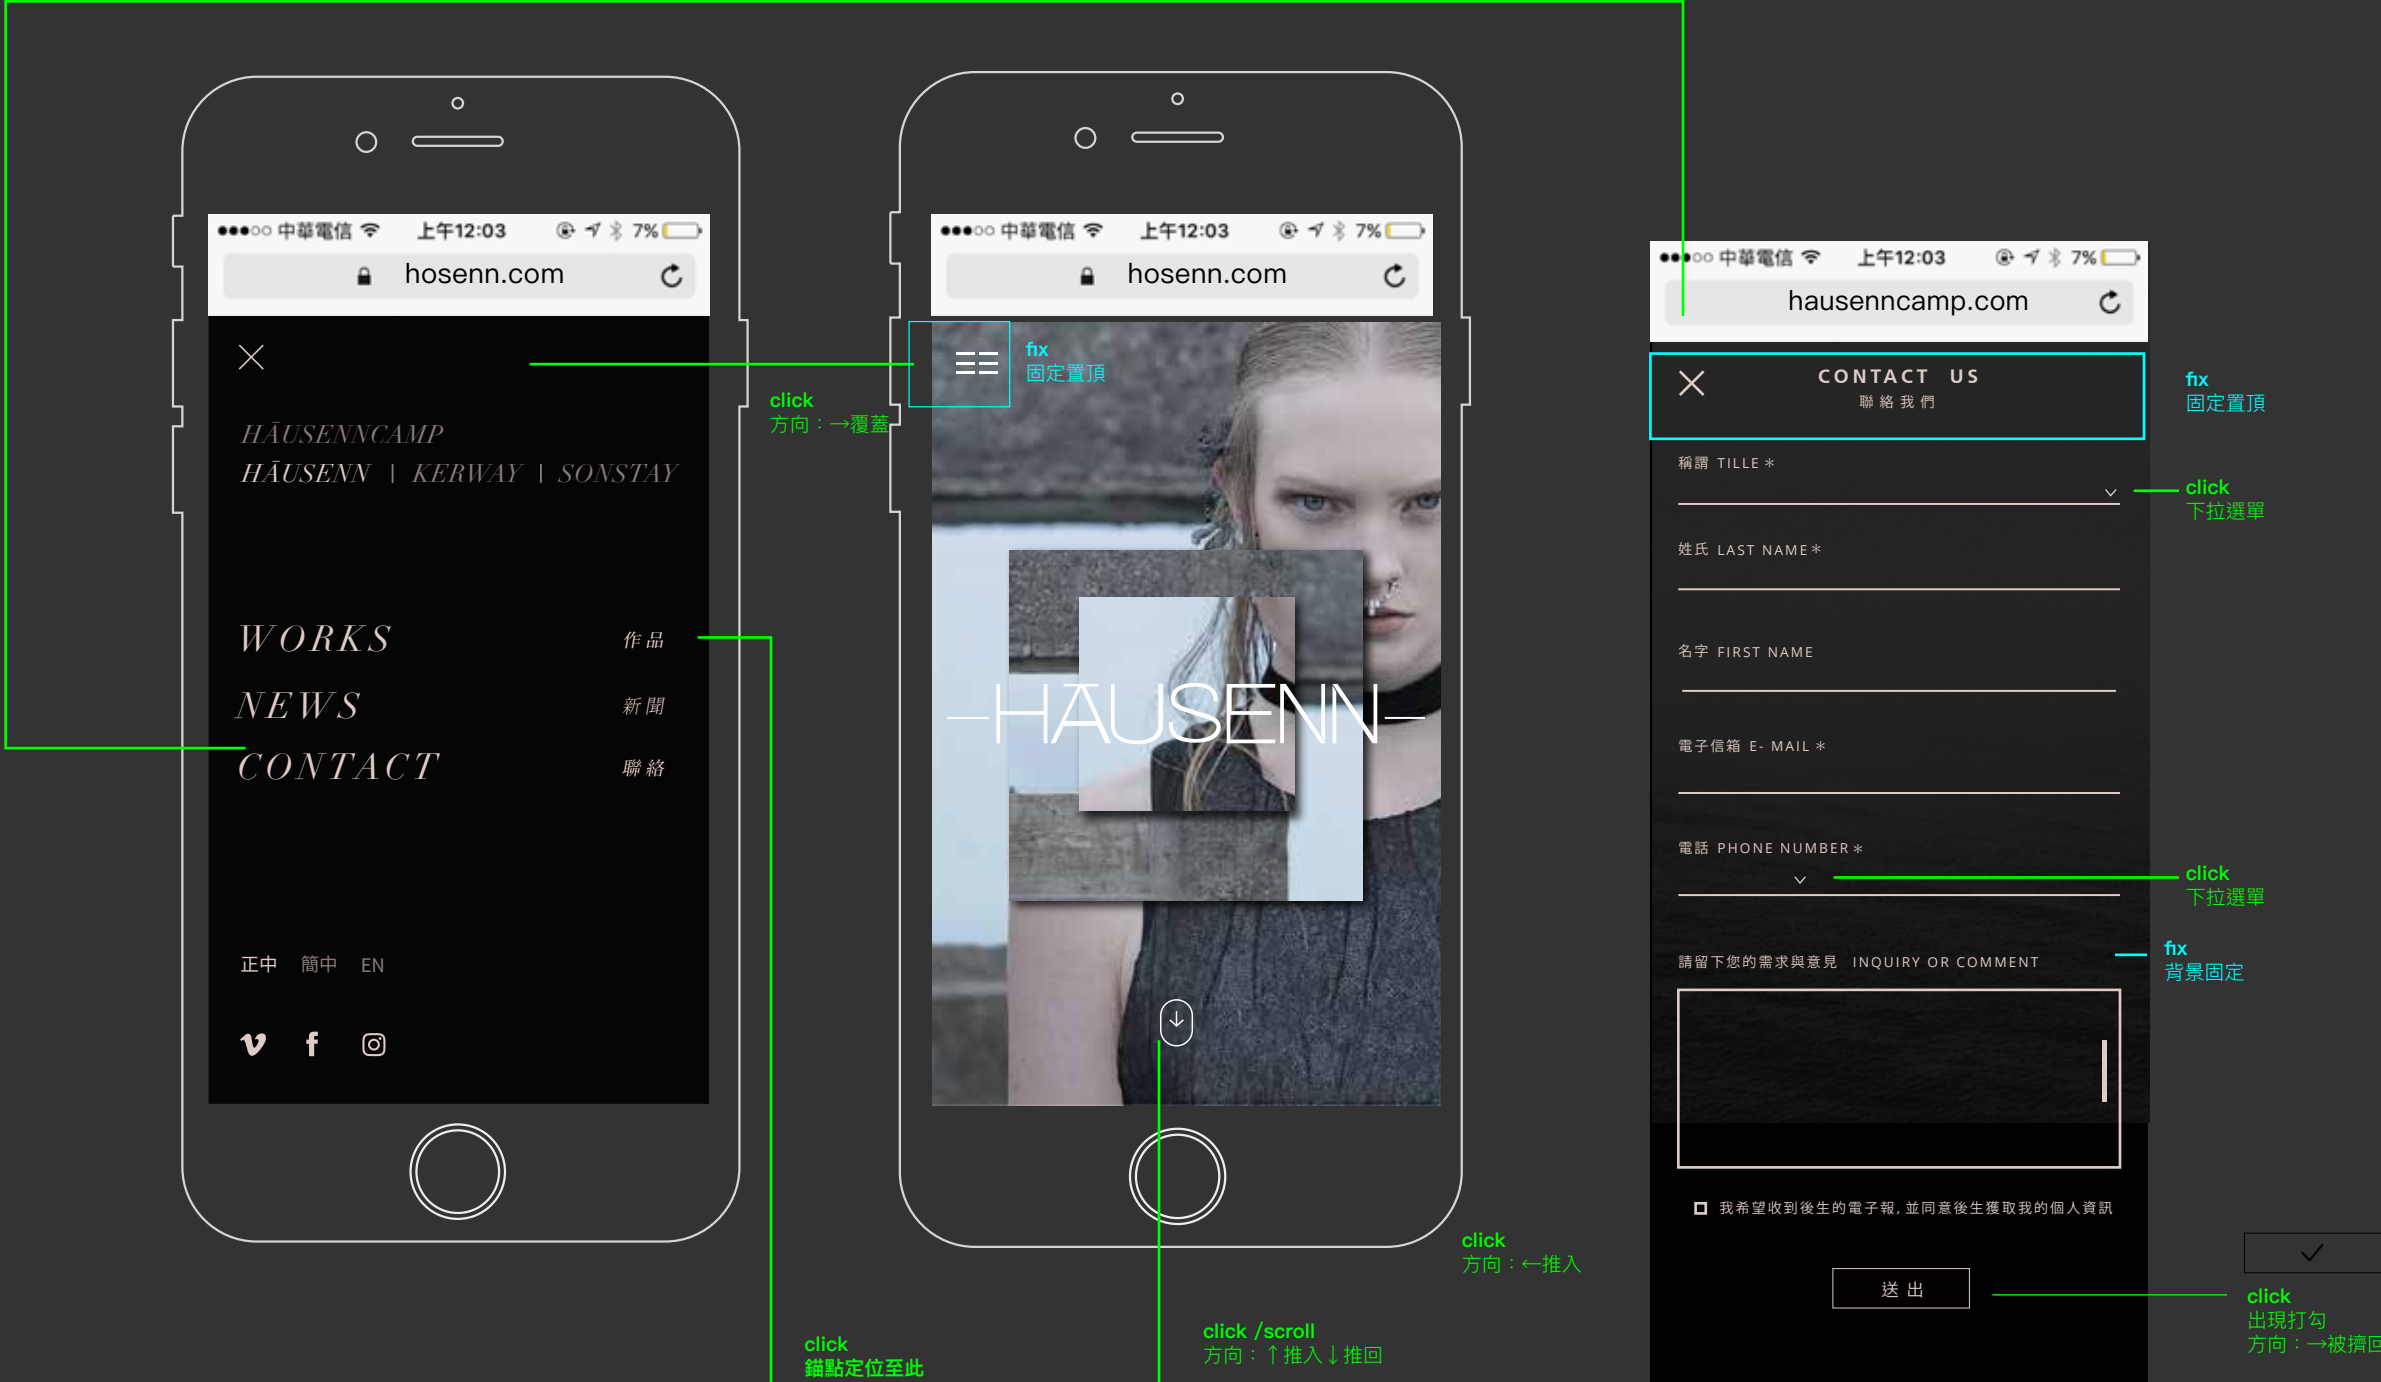 中華電信 上午12:03 7%
hosenn.com
HĀUSENNCAMP
HĀUSENN | KERWAY | SONSTAY
WORKS 作品
NEWS 新聞
CONTACT 聯絡
正中 簡中 EN
click
方向：→覆蓋
click
錨點定位至此
中華電信 上午12:03 7%
hosenn.com
fix
固定置頂
—HAUSENN—
click
方向：←推入
click /scroll
方向：↑推入↓推回
中華電信 上午12:03 7%
hausenncamp.com
CONTACT US
聯絡我們
fix
固定置頂
稱謂 TILLE＊
click
下拉選單
姓氏 LAST NAME＊
名字 FIRST NAME
電子信箱 E- MAIL＊
電話 PHONE NUMBER＊
click
下拉選單
請留下您的需求與意見 INQUIRY OR COMMENT
fix
背景固定
我希望收到後生的電子報, 並同意後生獲取我的個人資訊
送出
click
出現打勾
方向：→被擠回